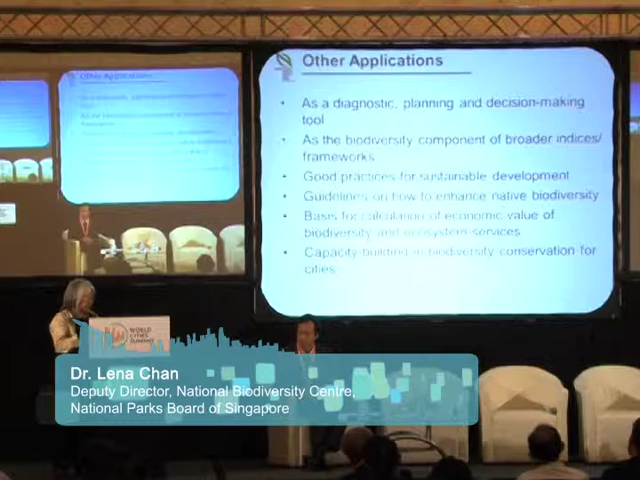 Other Applications
• As a diagnostic, planning and decision-making
tool
• As the biodiversity component of broader indices/
frameworks
• Good practices for sustainable development
• Guidelines on how to enhance native biodiversity
• Basis for calculation of economic value of
biodiversity and ecosystem services
• Capacity-building in biodiversity conservation for
cities
Other Applications
WORLD
CITIES
SUMMIT
Dr. Lena Chan
Deputy Director, National Biodiversity Centre,
National Parks Board of Singapore